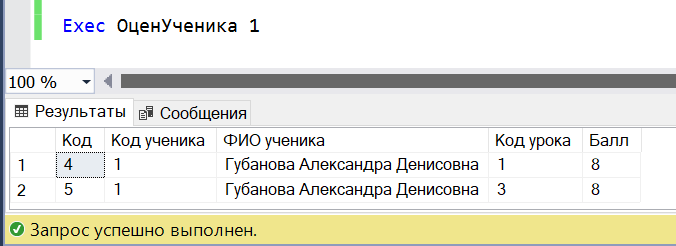 Exec ОценУченика 1
100 %
Результаты Сообщения
Код Код ученика ФИО ученика Код урока Балл
1 4 1 Губанова Александра Денисовна 1 8
2 5 1 Губанова Александра Денисовна 3 8
Запрос успешно выполнен.